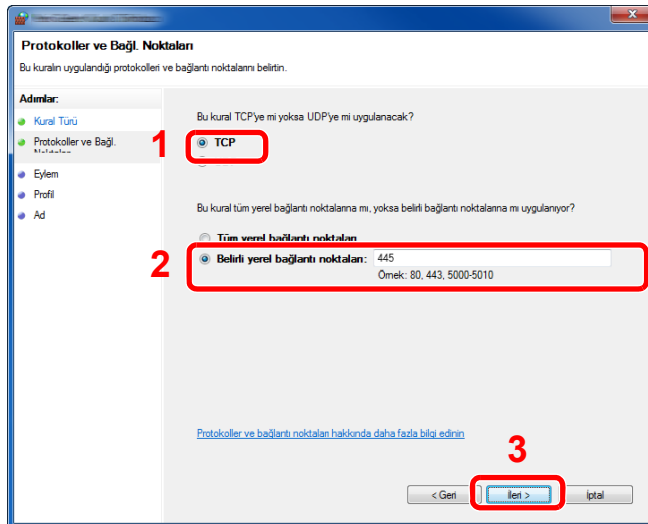 Protokoller ve Bağl. Noktaları
Bu kuralın uygulandığı protokolleri ve bağlantı noktalarını belirtin.
Adımlar:
Kural Türü
Protokoller ve Bağl.
Eylem
Profil
Ad
Bu kural TCP'ye mi yoksa UDP'ye mi uygulanacak?
1
TCP
Bu kural tüm yerel bağlantı noktalarına mı, yoksa belirli bağlantı noktalarına mı uygulanıyor?
Tüm yerel bağlantı noktaları
2
Belirli yerel bağlantı noktaları: 445
Örnek: 80, 443, 5000-5010
Protokoller ve bağlantı noktaları hakkında daha fazla bilgi edinin
3
< Geri İleri > İptal